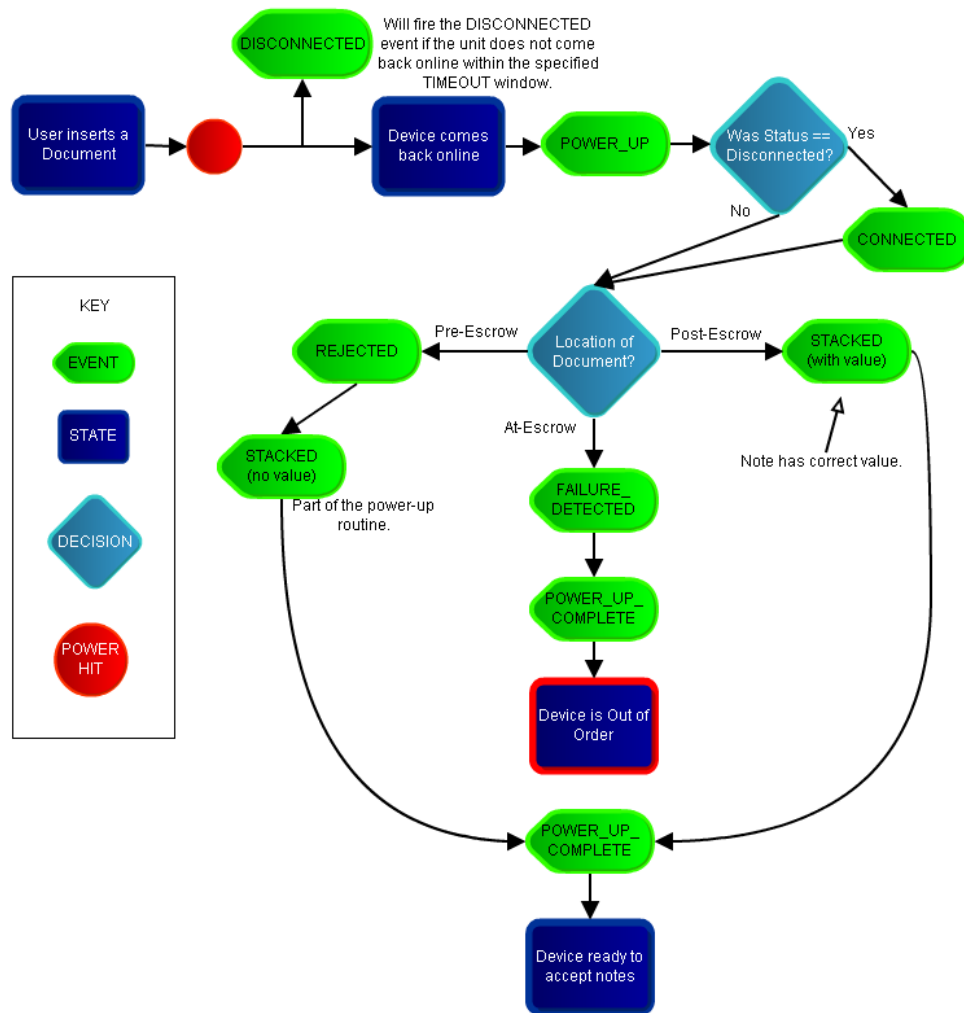 Will fire the DISCONNECTED
event if the unit does not come
back online within the specified
TIMEOUT window.
DISCONNECTED
User inserts a
Document
Device comes
back online
POWER_UP
Was Status ==
Disconnected?
Yes
No
CONNECTED
KEY
EVENT
STATE
DECISION
POWER
HIT
Location of
Document?
Pre-Escrow
REJECTED
STACKED
(no value)
Part of the power-up
routine.
Post-Escrow
STACKED
(with value)
Note has correct value.
At-Escrow
FAILURE_
DETECTED
POWER_UP_
COMPLETE
Device is Out of
Order
POWER_UP_
COMPLETE
Device ready to
accept notes